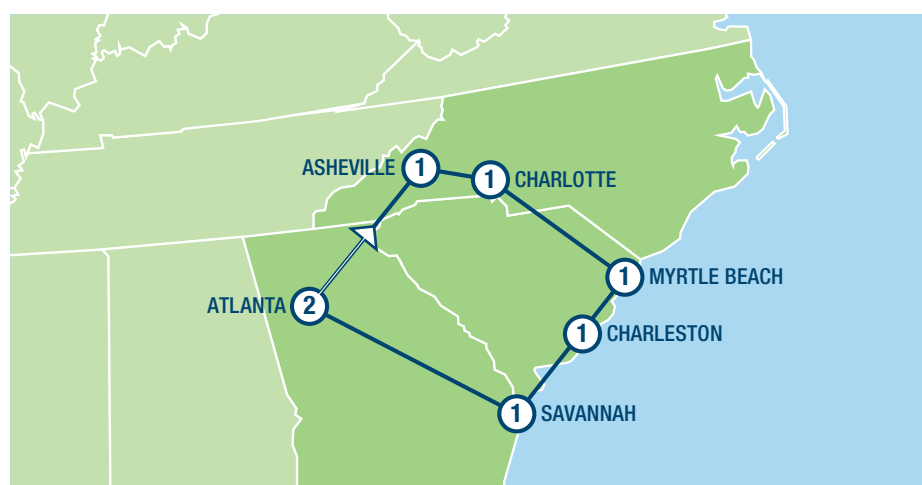 ASHEVILLE 1
1 CHARLOTTE
1 MYRTLE BEACH
ATLANTA 2
1 CHARLESTON
1 SAVANNAH